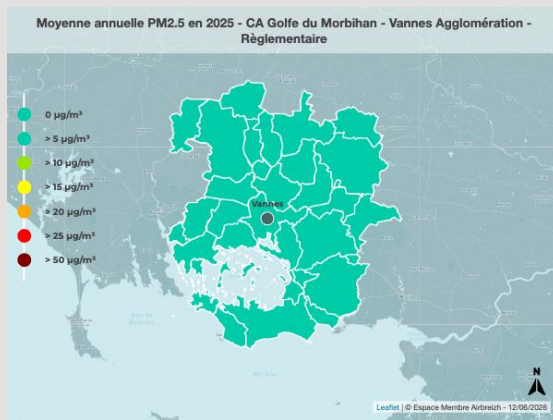 Moyenne annuelle PM2.5 en 2025 - CA Golfe du Morbihan - Vannes Agglomération -
Règlementaire
0 µg/m³
> 5 µg/m³
> 10 µg/m³
> 15 µg/m³
> 20 µg/m³
> 25 µg/m³
> 50 µg/m³
Vannes
N
Leaflet | © Espace Membre Airbreizh - 12/06/2026